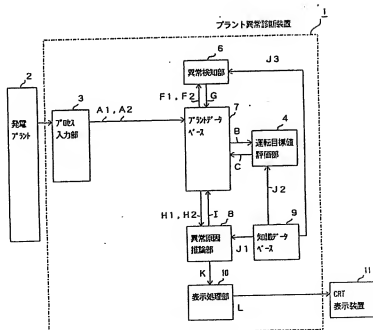 プラント異常診断装置
1
2
発電プラント
3
プロセス入力部
A1, A2
6
異常検知部
J3
F1, F2
G
7
プラントデータベース
B
C
4
運転目標値評価部
J2
H1, H2
I
8
異常原因推論部
J1
9
知識データベース
K
10
表示処理部
L
11
CRT
表示装置